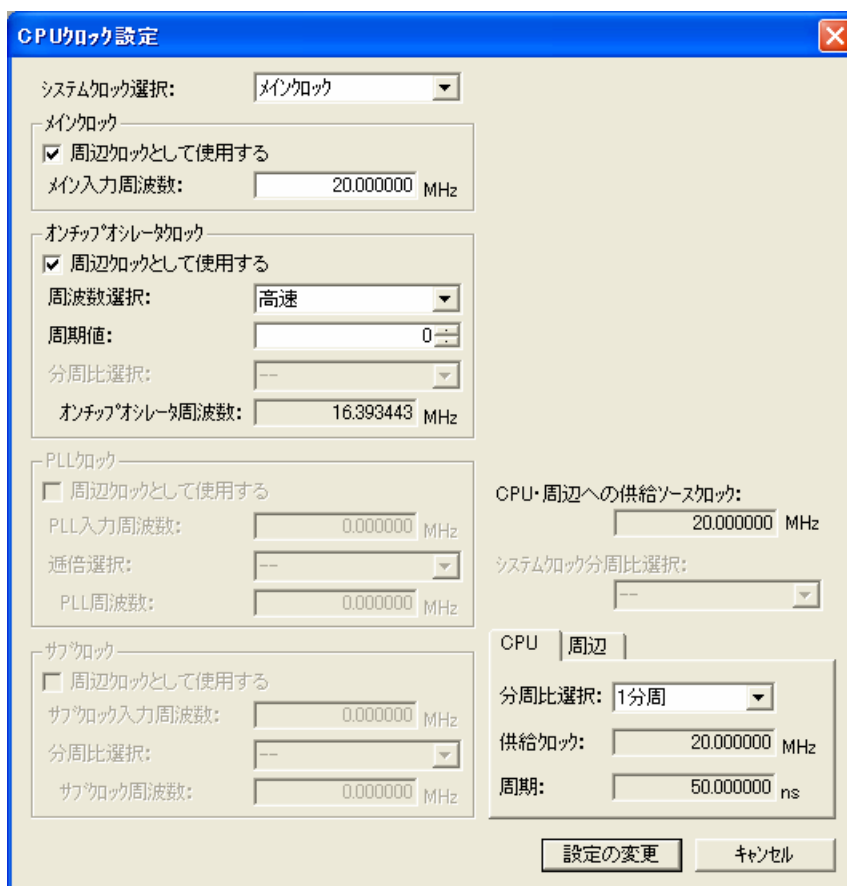 CPUｸﾛｯｸ設定
ｼｽﾃﾑｸﾛｯｸ選択: ﾒｲﾝｸﾛｯｸ
ﾒｲﾝｸﾛｯｸ
周辺ｸﾛｯｸとして使用する
ﾒｲﾝ入力周波数: 20.000000 MHz
ｵﾝﾁｯﾌﾟｵｼﾚｰﾀｸﾛｯｸ
周辺ｸﾛｯｸとして使用する
周波数選択: 高速
周期値: 0
分周比選択: --
ｵﾝﾁｯﾌﾟｵｼﾚｰﾀ周波数: 16.393443 MHz
PLLｸﾛｯｸ
周辺ｸﾛｯｸとして使用する
PLL入力周波数: 0.000000 MHz
逓倍選択: --
PLL周波数: 0.000000 MHz
ｻﾌﾞｸﾛｯｸ
周辺ｸﾛｯｸとして使用する
ｻﾌﾞｸﾛｯｸ入力周波数: 0.000000 MHz
分周比選択: --
ｻﾌﾞｸﾛｯｸ周波数: 0.000000 MHz
CPU･周辺への供給ｿｰｽｸﾛｯｸ:
20.000000 MHz
ｼｽﾃﾑｸﾛｯｸ分周比選択:
--
CPU 周辺
分周比選択: 1分周
供給ｸﾛｯｸ: 20.000000 MHz
周期: 50.000000 ns
設定の変更 ｷｬﾝｾﾙ